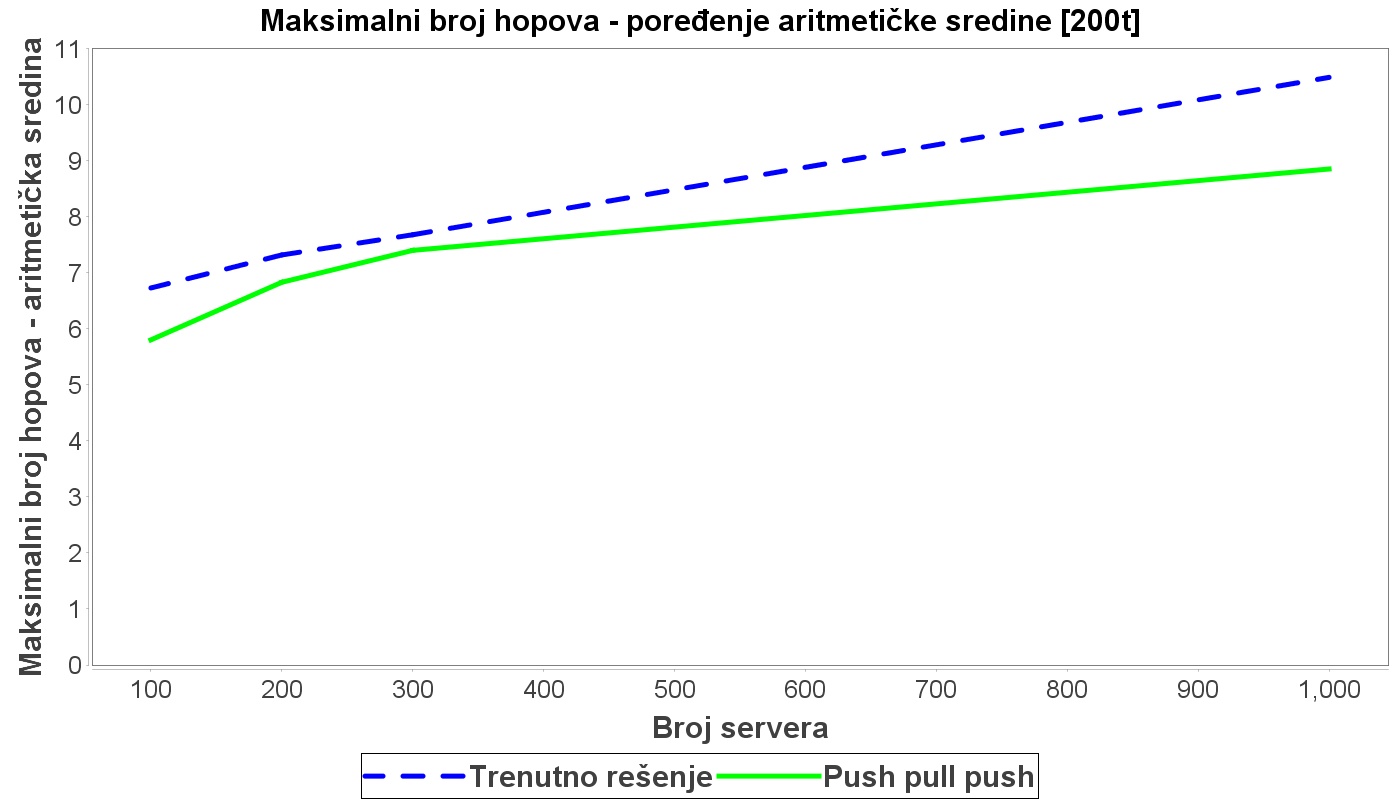 Maksimalni broj hopova - poređenje aritmetičke sredine [200t]
Maksimalni broj hopova - aritmetička sredina
11
10
9
8
7
6
5
4
3
2
1
0
100 200 300 400 500 600 700 800 900 1,000
Broj servera
Trenutno rešenje Push pull push